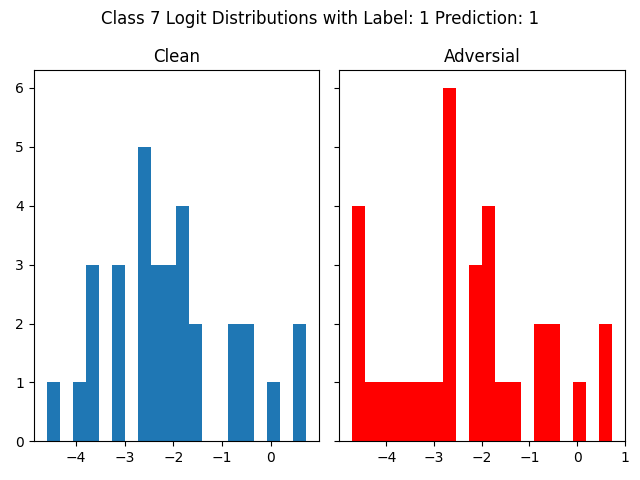 Class 7 Logit Distributions with Label: 1 Prediction: 1
Clean
Adversial
6
5
4
3
2
1
0
−4 −3 −2 −1 0
−4 −3 −2 −1 0 1